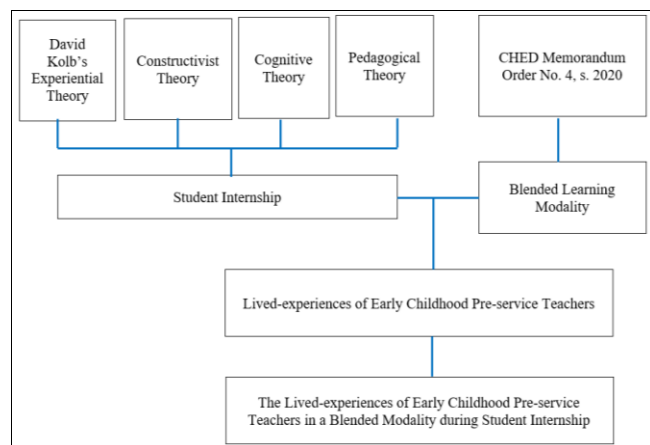 David
Kolb's
Experiential
Theory
Constructivist
Theory
Cognitive
Theory
Pedagogical
Theory
CHED Memorandum
Order No. 4, s. 2020
Student Internship
Blended Learning
Modality
Lived-experiences of Early Childhood Pre-service Teachers
The Lived-experiences of Early Childhood Pre-service
Teachers in a Blended Modality during Student Internship